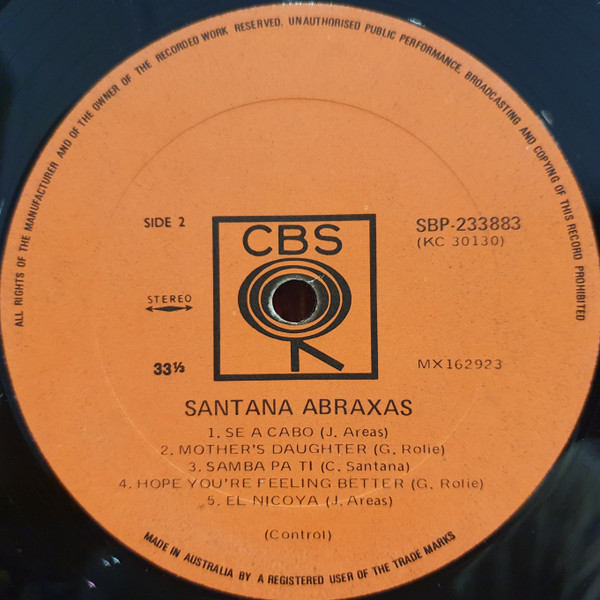 ALL RIGHTS OF THE MANUFACTURER AND OF THE OWNER OF THE RECORDED WORK RESERVED. UNAUTHORISED PUBLIC PERFORMANCE, BROADCASTING AND COPYING OF THIS RECORD PROHIBITED
SIDE 2
SBP-233883
(KC 30130)
CBS
STEREO
33⅓
MX162923
SANTANA ABRAXAS
1. SE A CABO (J. Areas)
2. MOTHER'S DAUGHTER (G. Rolie)
3. SAMBA PA TI (C. Santana)
4. HOPE YOU'RE FEELING BETTER (G. Rolie)
5. EL NICOYA (J. Areas)
(Control)
MADE IN AUSTRALIA BY A REGISTERED USER OF THE TRADE MARKS